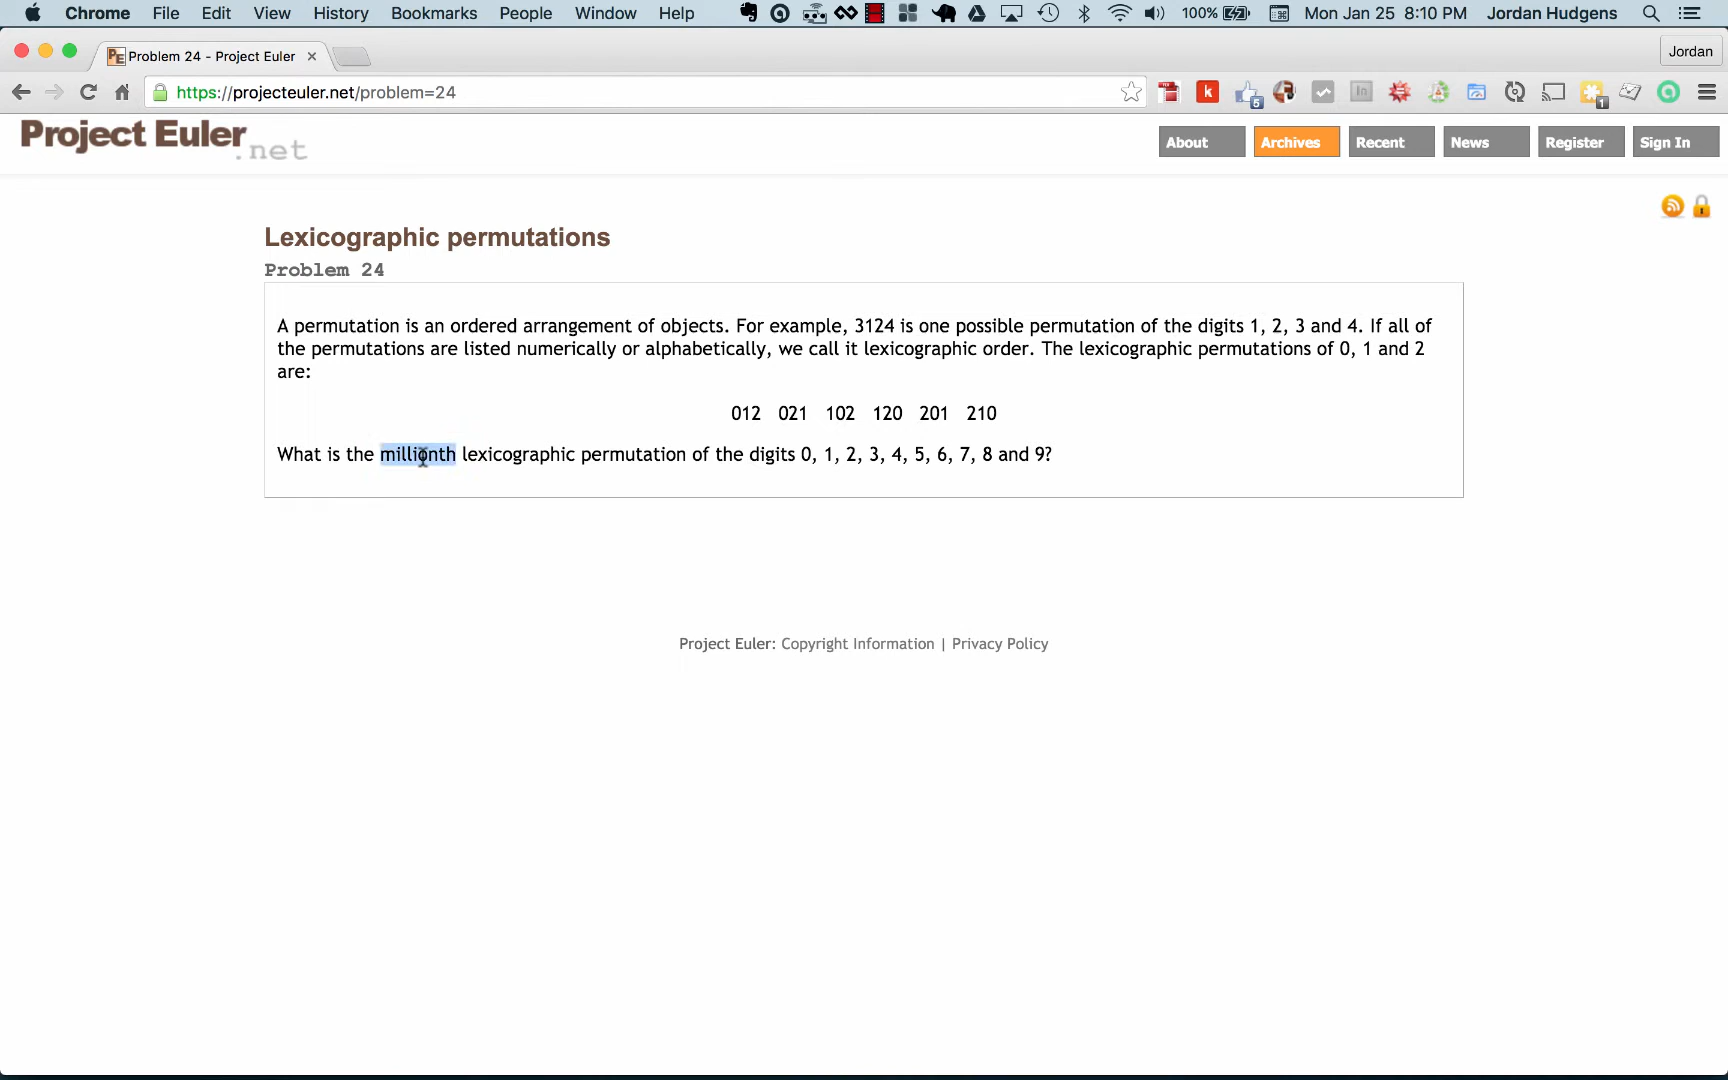 Chrome File Edit View History Bookmarks People Window Help 100% Mon Jan 25 8:10 PM Jordan Hudgens
Problem 24 - Project Euler Jordan
https://projecteuler.net/problem=24 k 5 in 1
Project Euler .net About Archives Recent News Register Sign In
Lexicographic permutations
Problem 24
A permutation is an ordered arrangement of objects. For example, 3124 is one possible permutation of the digits 1, 2, 3 and 4. If all of
the permutations are listed numerically or alphabetically, we call it lexicographic order. The lexicographic permutations of 0, 1 and 2
are:
012 021 102 120 201 210
What is the millionth lexicographic permutation of the digits 0, 1, 2, 3, 4, 5, 6, 7, 8 and 9?
Project Euler: Copyright Information | Privacy Policy